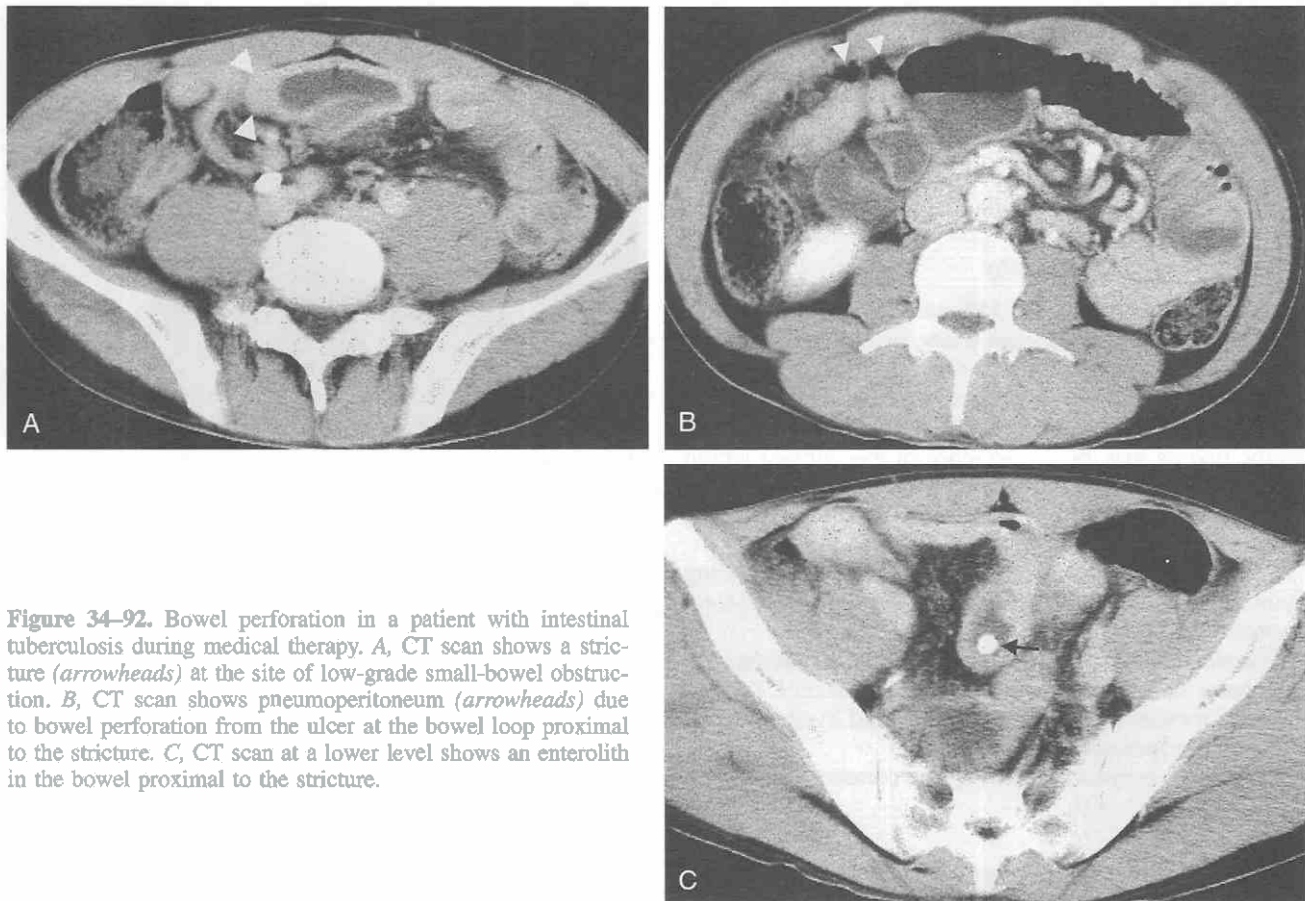 A
B
Figure 34–92. Bowel perforation in a patient with intestinal
tuberculosis during medical therapy. A, CT scan shows a stric-
ture (arrowheads) at the site of low-grade small-bowel obstruc-
tion. B, CT scan shows pneumoperitoneum (arrowheads) due
to bowel perforation from the ulcer at the bowel loop proximal
to the stricture. C, CT scan at a lower level shows an enterolith
in the bowel proximal to the stricture.
C